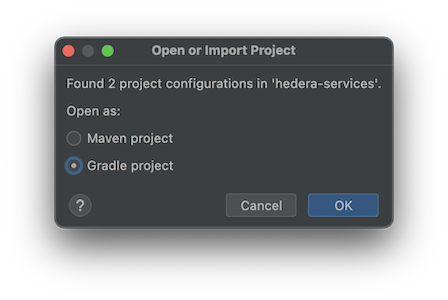 Open or Import Project
Found 2 project configurations in 'hedera-services'.
Open as:
Maven project
Gradle project
?
Cancel
OK